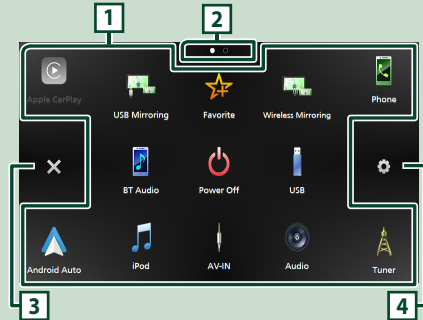 1
2
Apple CarPlay
USB Mirroring
Favorite
Wireless Mirroring
Phone
BT Audio
Power Off
USB
Android Auto
iPod
AV-IN
Audio
Tuner
3
4